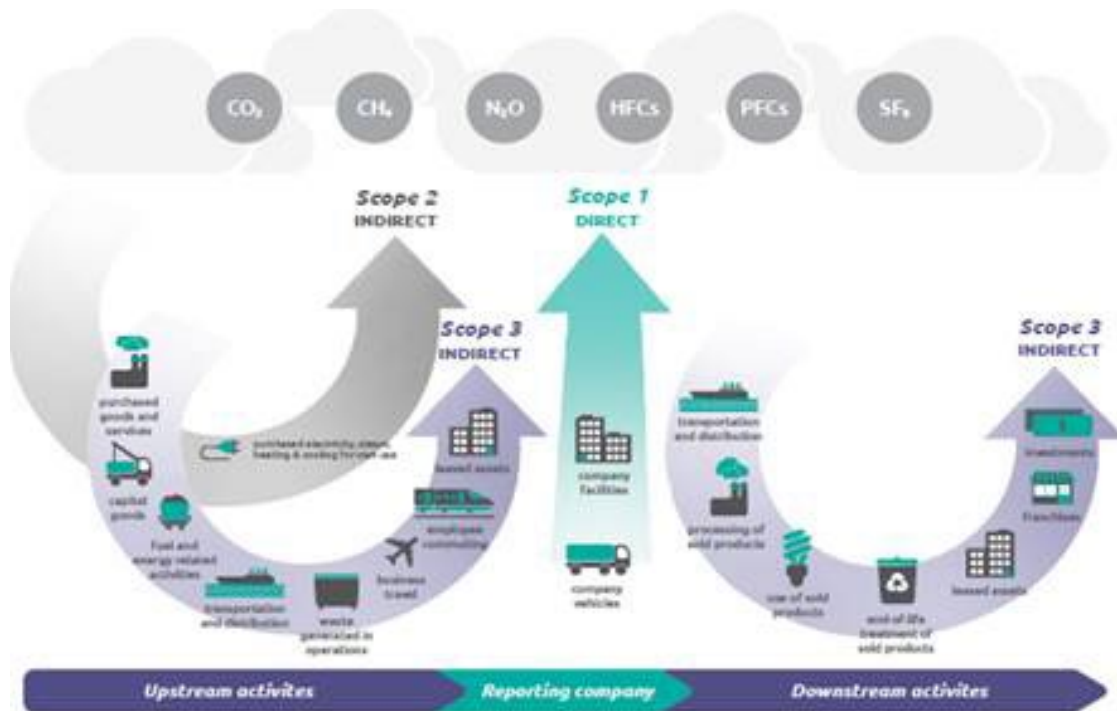 CO₂
CH₄
N₂O
HFCs
PFCs
SF₆
Scope 2
INDIRECT
Scope 1
DIRECT
Scope 3
INDIRECT
Scope 3
INDIRECT
purchased
goods and
services
capital
goods
fuel and
energy related
activities
transportation
and distribution
waste
generated in
operations
business
travel
employee
commuting
leased assets
purchased electricity, steam,
heating & cooling for own use
company
facilities
company
vehicles
transportation
and distribution
processing of
sold products
use of sold
products
end-of-life
treatment of
sold products
leased assets
franchises
investments
Upstream activites
Reporting company
Downstream activites